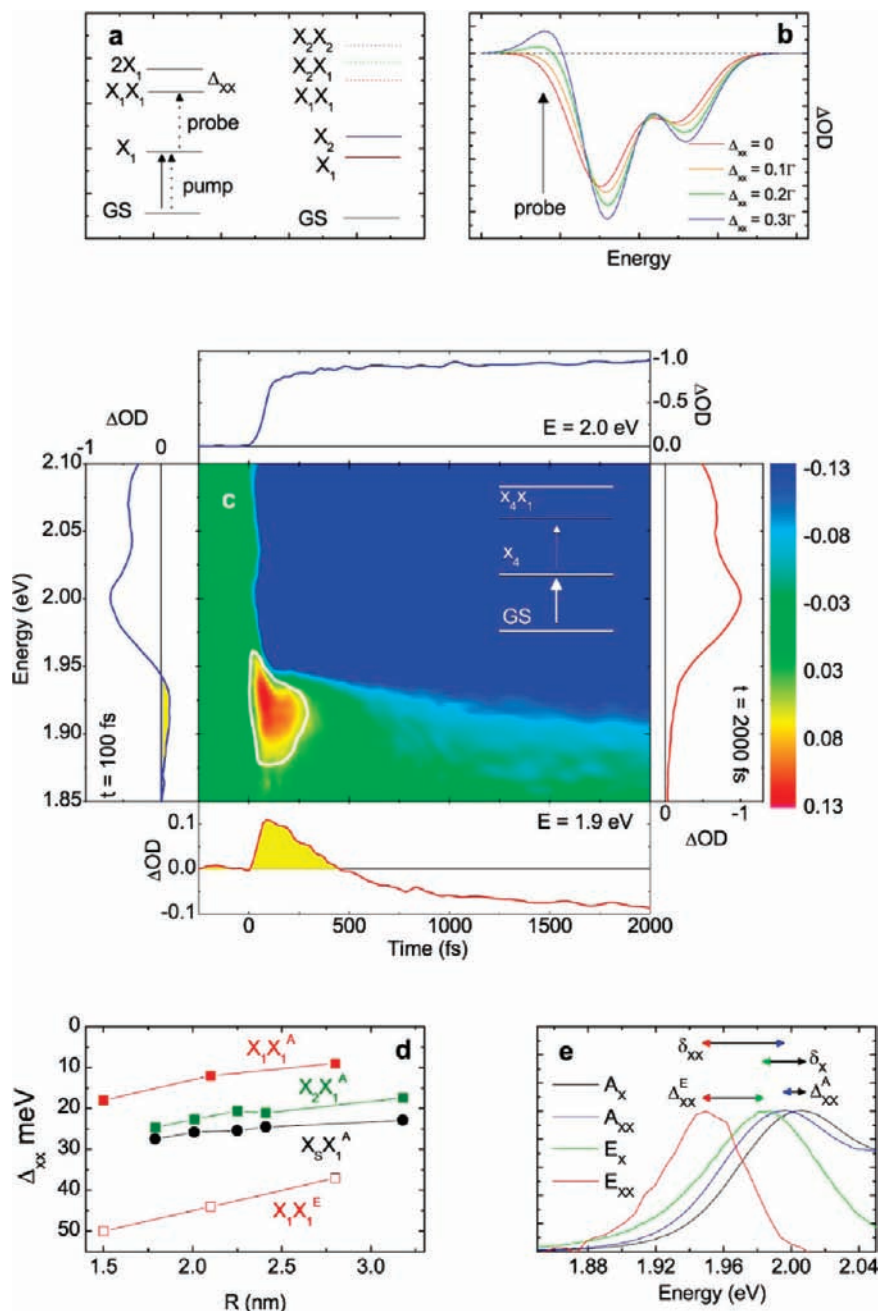 a
2X₁
X₁X₁
Δxx
probe
X₁
pump
GS
X₂X₂
X₂X₁
X₁X₁
X₂
X₁
GS
b
ΔOD
probe
Δxx = 0
Δxx = 0.1Γ
Δxx = 0.2Γ
Δxx = 0.3Γ
Energy
-1.0
-0.5
0.0
ΔOD
E = 2.0 eV
ΔOD
-1 0
2.10
2.05
2.00
1.95
1.90
1.85
Energy (eV)
t = 100 fs
c
X₄X₁
X₄
GS
t = 2000 fs
0 -1
ΔOD
-0.13
-0.08
-0.03
0.03
0.08
0.13
0.1
0.0
-0.1
ΔOD
E = 1.9 eV
0 500 1000 1500 2000
Time (fs)
d
0
10
20
30
40
50
Δxx meV
X₁X₁ᴬ
X₂X₁ᴬ
XₛX₁ᴬ
X₁X₁ᴱ
1.5 2.0 2.5 3.0
R (nm)
e
δxx
δx
Δxxᴱ
Δxxᴬ
Ax
Axx
Ex
Exx
1.88 1.92 1.96 2.00 2.04
Energy (eV)